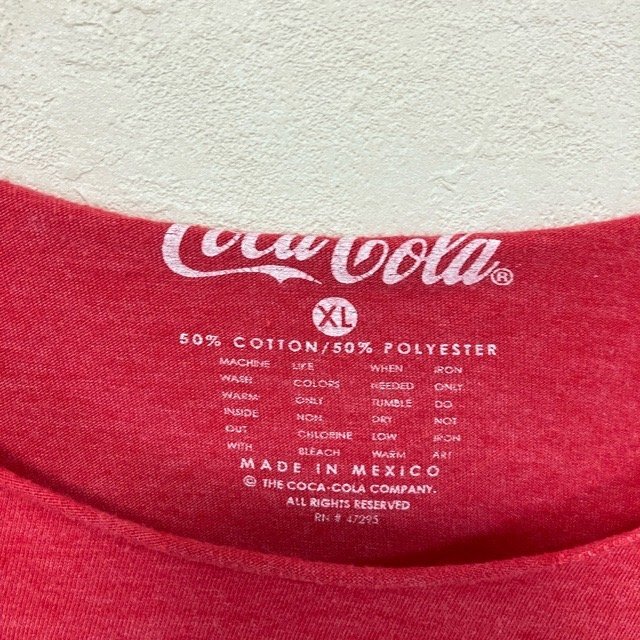 Coca-Cola®
XL
50% COTTON/50% POLYESTER
MACHINE LIKE WHEN IRON
WASH COLORS NEEDED ONLY
WARM ONLY TUMBLE DO
INSIDE NON DRY NOT
OUT CHLORINE LOW IRON
WITH BLEACH WARM ART
MADE IN MEXICO
© THE COCA-COLA COMPANY.
ALL RIGHTS RESERVED
RN # 47295